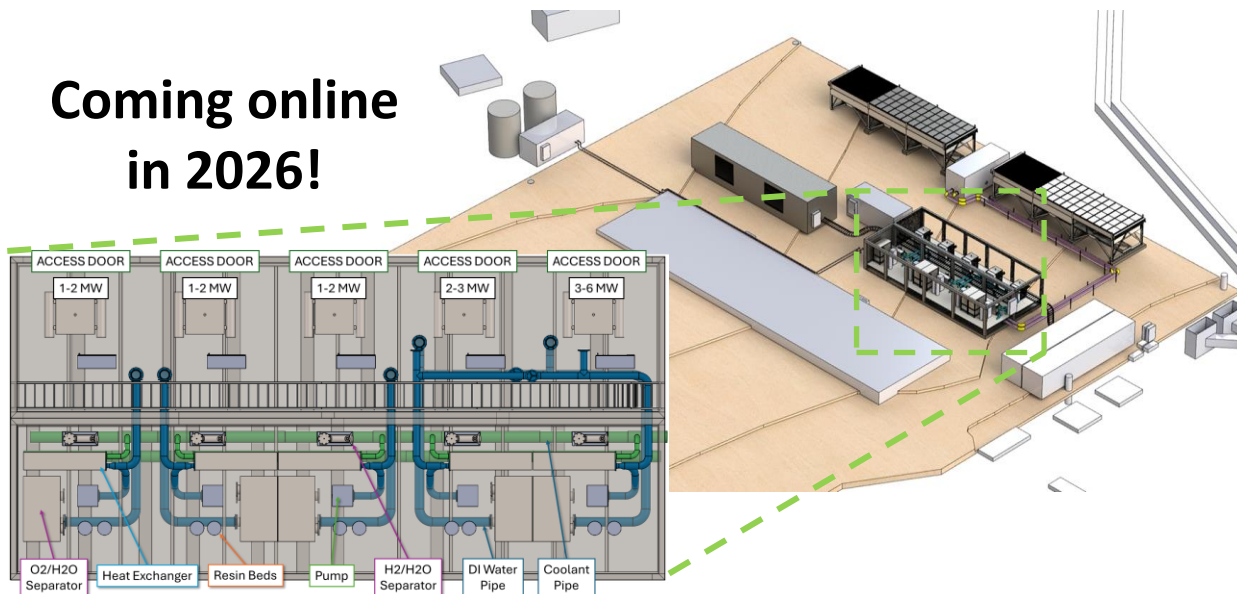 Coming online
in 2026!
ACCESS DOOR
ACCESS DOOR
ACCESS DOOR
ACCESS DOOR
ACCESS DOOR
1-2 MW
1-2 MW
1-2 MW
2-3 MW
3-6 MW
O2/H2O
Separator
Heat Exchanger
Resin Beds
Pump
H2/H2O
Separator
DI Water
Pipe
Coolant
Pipe